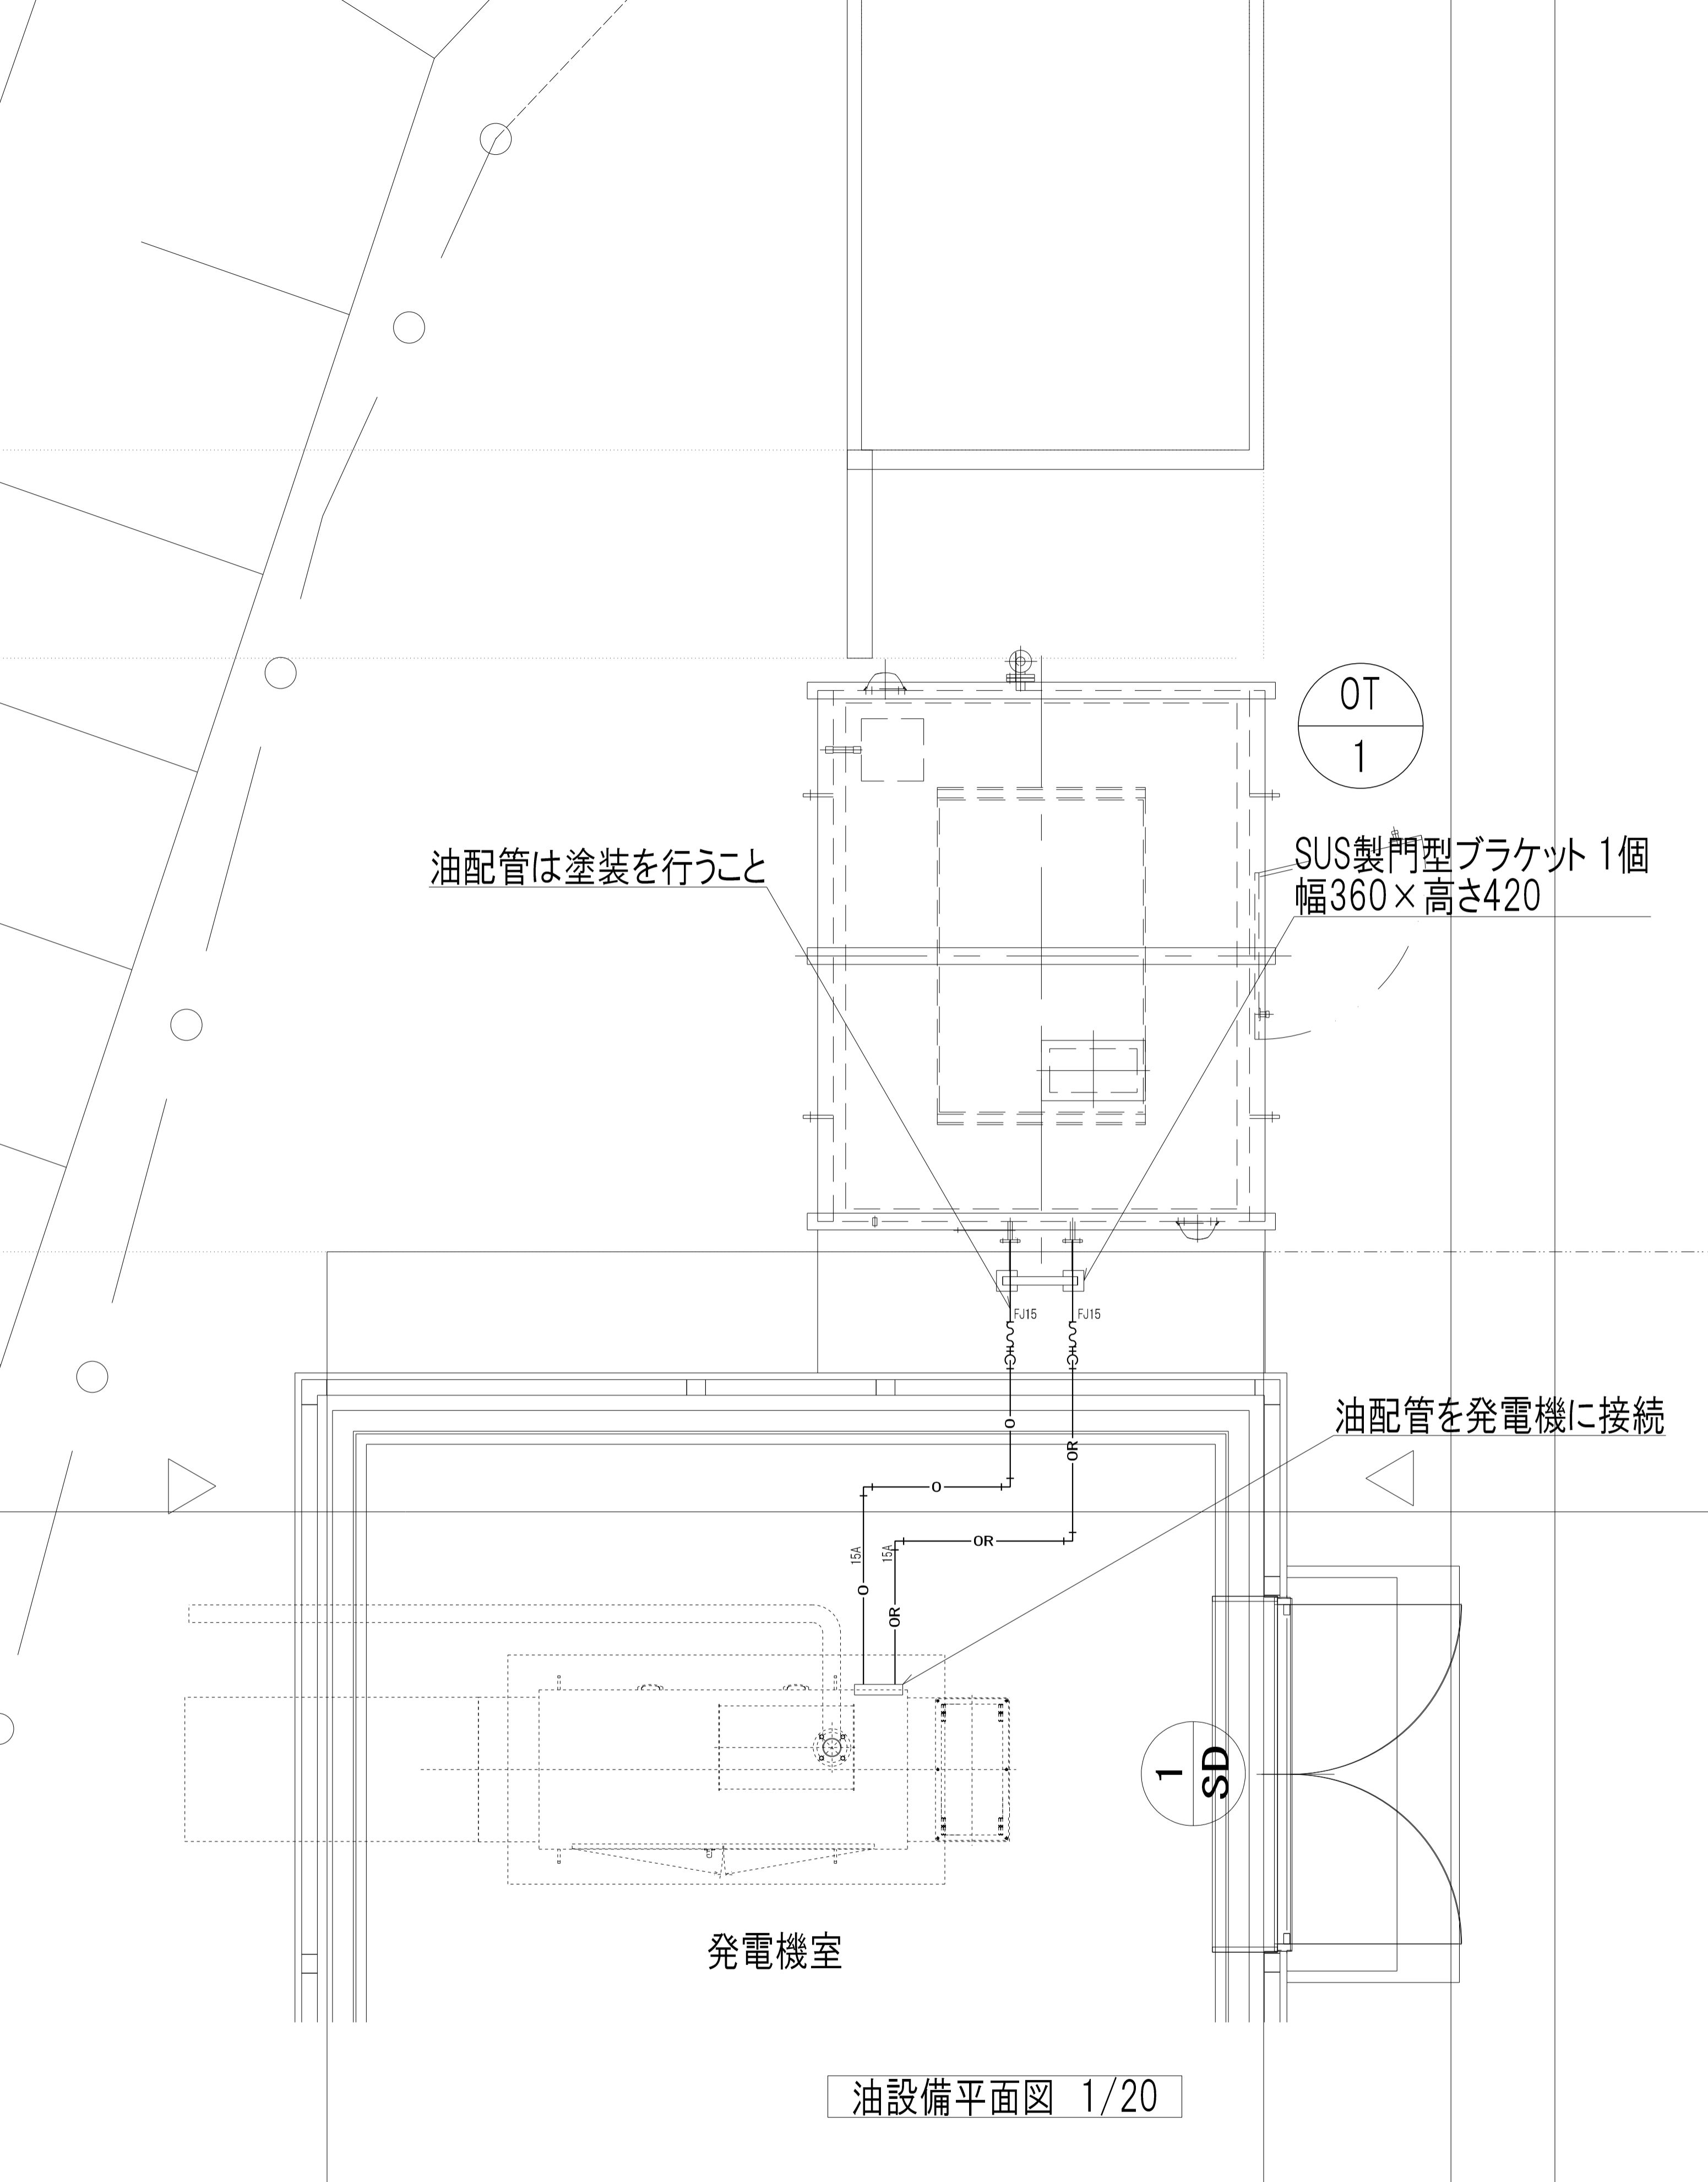 OT
1
SUS製門型ブラケット 1個
幅360×高さ420
油配管は塗装を行うこと
FJ15
FJ15
油配管を発電機に接続
O
OR
O
OR
15A
15A
O
OR
1
SD
発電機室
油設備平面図 1/20